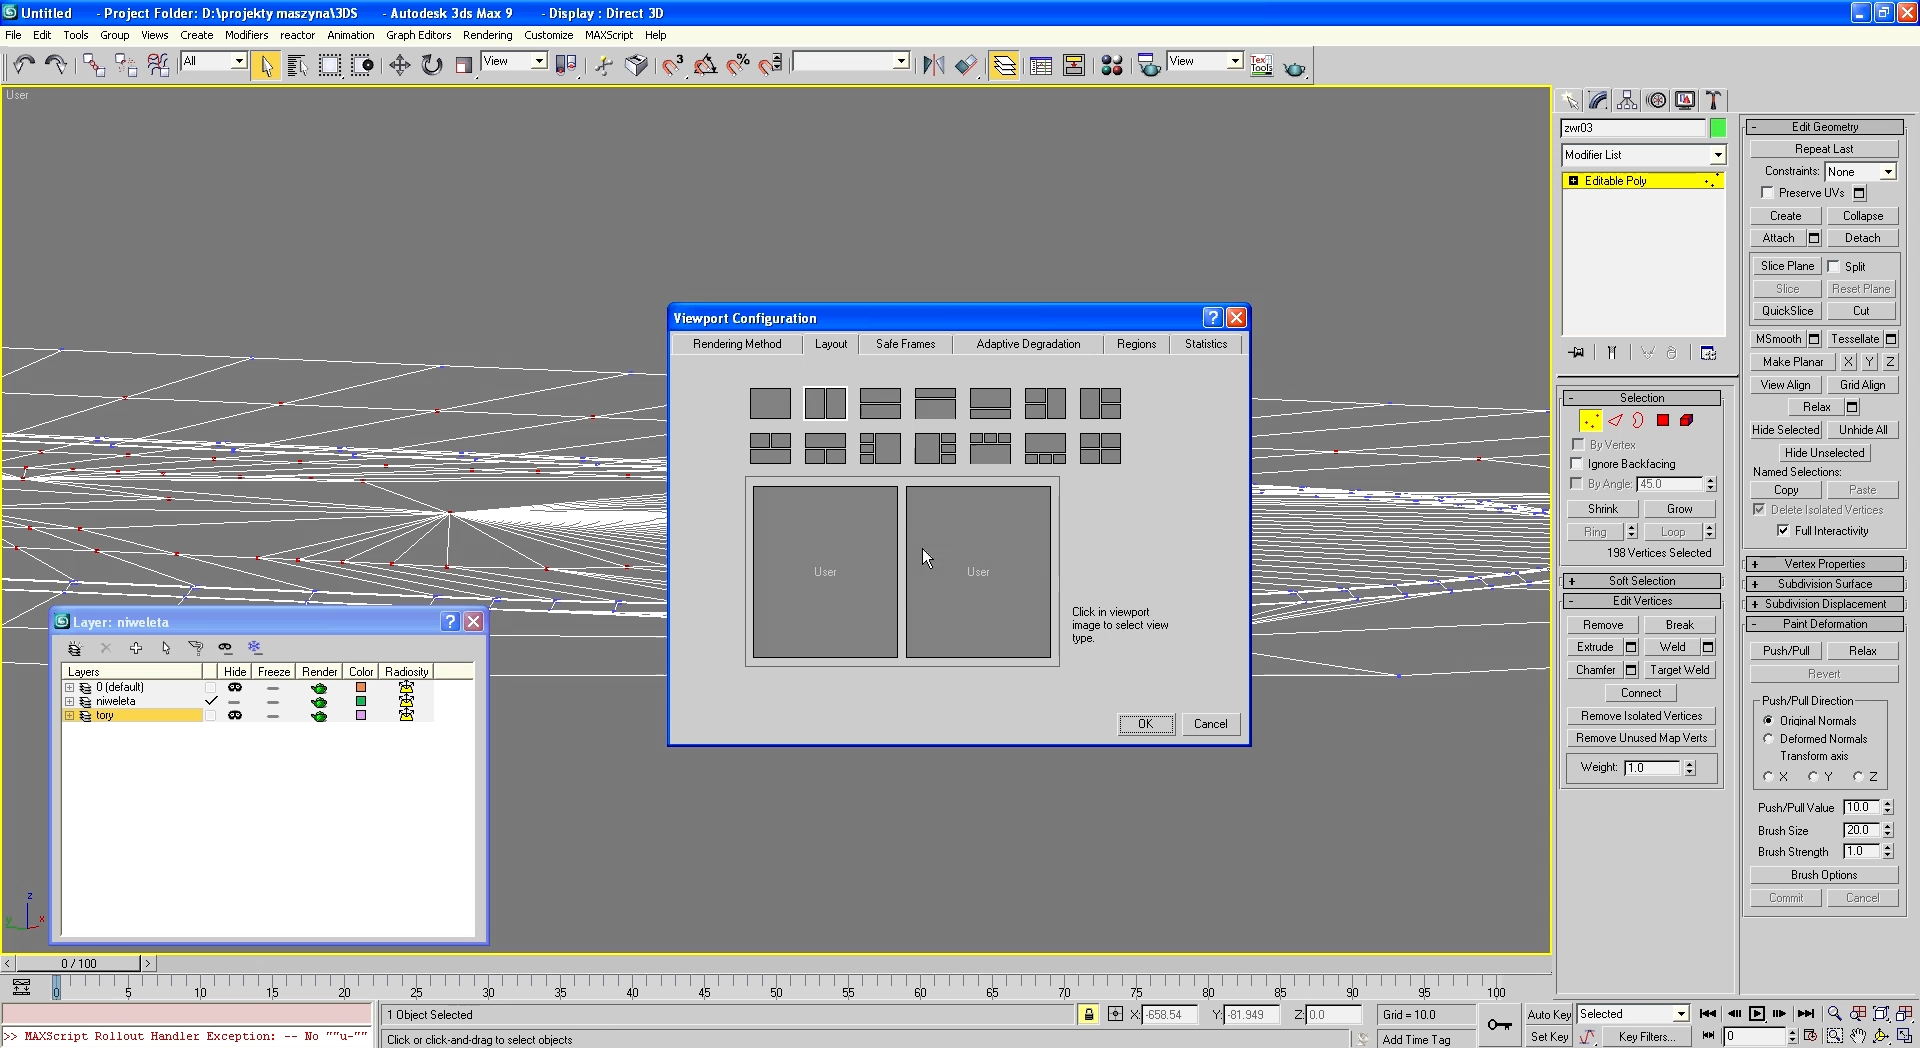 Untitled - Project Folder: D:\projekty maszyna\3DS - Autodesk 3ds Max 9 - Display : Direct 3D
File Edit Tools Group Views Create Modifiers reactor Animation Graph Editors Rendering Customize MAXScript Help
All View 3 % View Tex Tools
User
zwr03
Modifier List
Editable Poly
Selection
By Vertex
Ignore Backfacing
By Angle: 45.0
Shrink Grow
Ring Loop
198 Vertices Selected
+ Soft Selection
- Edit Vertices
Remove Break
Extrude Weld
Chamfer Target Weld
Connect
Remove Isolated Vertices
Remove Unused Map Verts
Weight: 1.0
- Edit Geometry
Repeat Last
Constraints: None
Preserve UVs
Create Collapse
Attach Detach
Slice Plane Split
Slice Reset Plane
QuickSlice Cut
MSmooth Tessellate
Make Planar X Y Z
View Align Grid Align
Relax
Hide Selected Unhide All
Hide Unselected
Named Selections:
Copy Paste
Delete Isolated Vertices
Full Interactivity
+ Vertex Properties
+ Subdivision Surface
+ Subdivision Displacement
- Paint Deformation
Push/Pull Relax
Revert
Push/Pull Direction
Original Normals
Deformed Normals
Transform axis
X Y Z
Push/Pull Value 10.0
Brush Size 20.0
Brush Strength 1.0
Brush Options
Commit Cancel
Viewport Configuration
Rendering Method Layout Safe Frames Adaptive Degradation Regions Statistics
User User
Click in viewport
image to select view
type.
OK Cancel
Layer: niweleta
Layers Hide Freeze Render Color Radiosity
0 (default)
niweleta
tory
z
y x
< 0 / 100 >
0 5 10 15 20 25 30 35 40 45 50 55 60 65 70 75 80 85 90 95 100
1 Object Selected X: -658.54 Y: -81.949 Z: 0.0 Grid = 10.0 Auto Key Selected
>> MAXScript Rollout Handler Exception: -- No ""u-""
Click or click-and-drag to select objects Add Time Tag Set Key Key Filters... 0